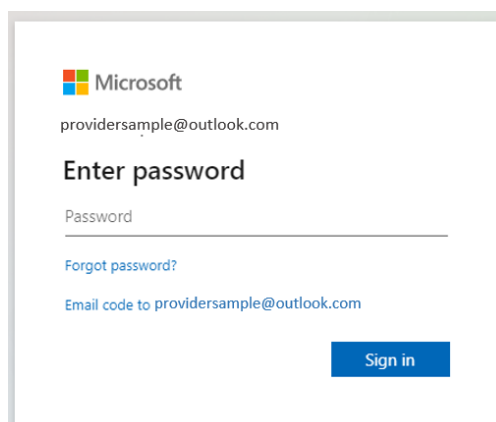 Microsoft
providersample@outlook.com
Enter password
Password
Forgot password?
Email code to providersample@outlook.com
Sign in